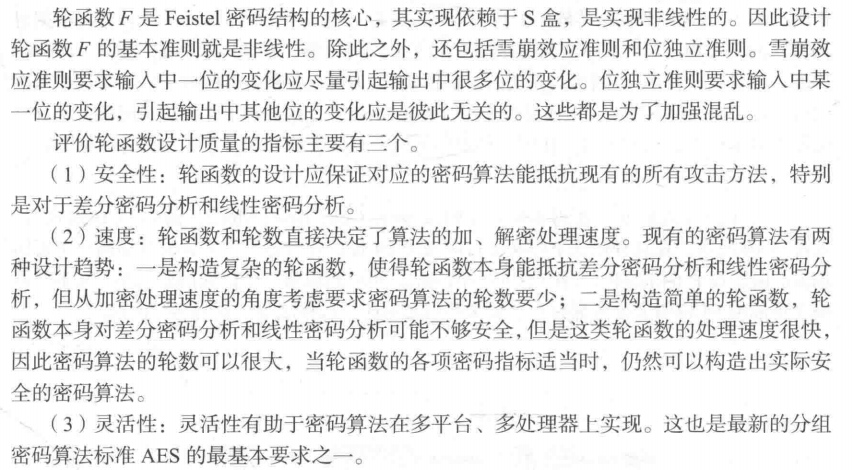 轮函数 F 是 Feistel 密码结构的核心，其实现依赖于 S 盒，是实现非线性的。因此设计
轮函数 F 的基本准则就是非线性。除此之外，还包括雪崩效应准则和位独立准则。雪崩效
应准则要求输入中一位的变化应尽量引起输出中很多位的变化。位独立准则要求输入中某
一位的变化，引起输出中其他位的变化应是彼此无关的。这些都是为了加强混乱。
评价轮函数设计质量的指标主要有三个。
（1）安全性：轮函数的设计应保证对应的密码算法能抵抗现有的所有攻击方法，特别
是对于差分密码分析和线性密码分析。
（2）速度：轮函数和轮数直接决定了算法的加、解密处理速度。现有的密码算法有两
种设计趋势：一是构造复杂的轮函数，使得轮函数本身能抵抗差分密码分析和线性密码分
析，但从加密处理速度的角度考虑要求密码算法的轮数要少；二是构造简单的轮函数，轮
函数本身对差分密码分析和线性密码分析可能不够安全，但是这类轮函数的处理速度很快，
因此密码算法的轮数可以很大，当轮函数的各项密码指标适当时，仍然可以构造出实际安
全的密码算法。
（3）灵活性：灵活性有助于密码算法在多平台、多处理器上实现。这也是最新的分组
密码算法标准 AES 的最基本要求之一。